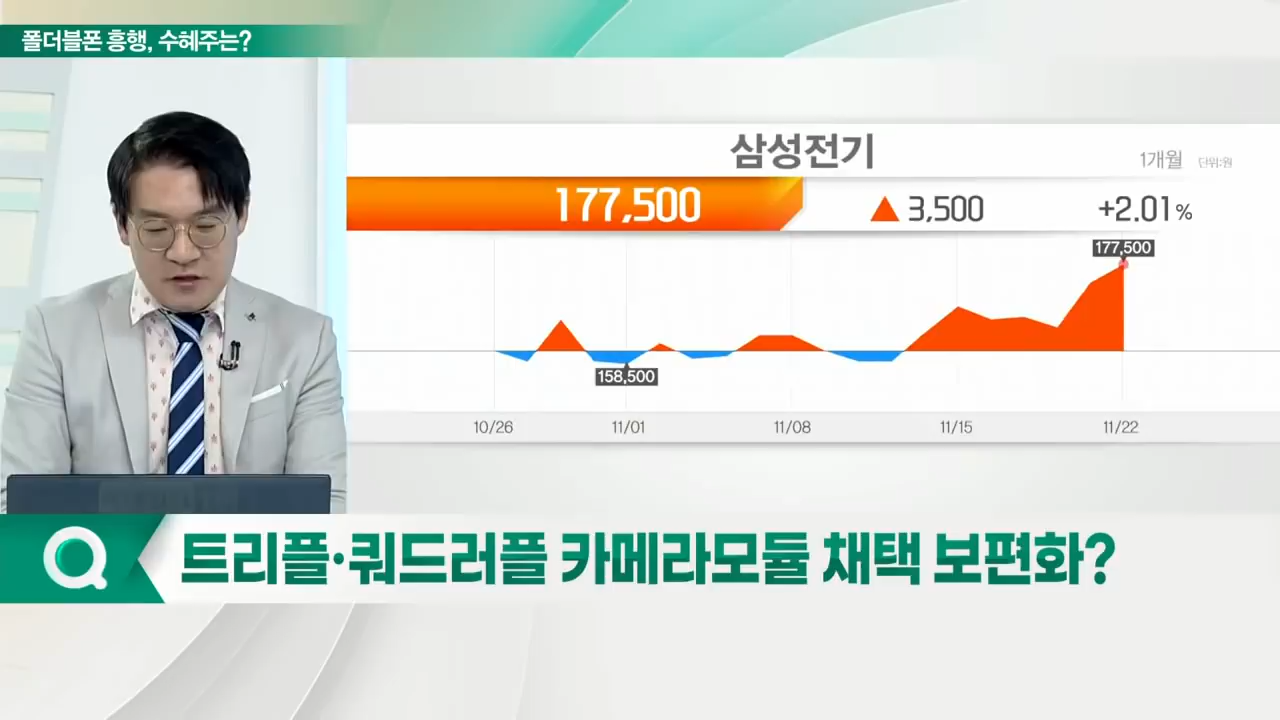 폴더블폰 흥행, 수혜주는?
삼성전기
1개월 단위:원
177,500 ▲ 3,500 +2.01%
177,500
158,500
10/26 11/01 11/08 11/15 11/22
Q 트리플·쿼드러플 카메라모듈 채택 보편화?